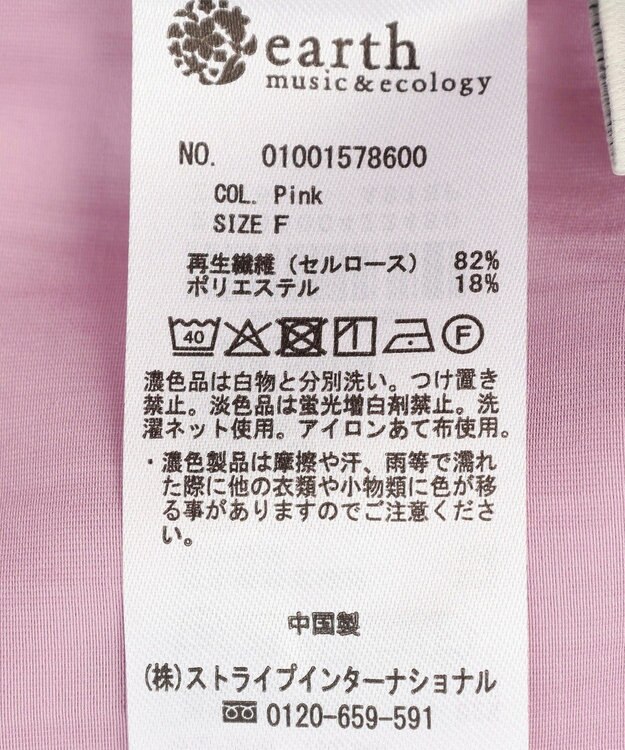 earth
music&ecology
NO. 01001578600
COL. Pink
SIZE F
再生繊維（セルロース） 82%
ポリエステル 18%
40 F
濃色品は白物と分別洗い。つけ置き
禁止。淡色品は蛍光増白剤禁止。洗
濯ネット使用。アイロンあて布使用。
・濃色製品は摩擦や汗、雨等で濡れ
た際に他の衣類や小物類に色が移
る事がありますのでご注意くださ
い。
中国製
(株)ストライプインターナショナル
0120-659-591